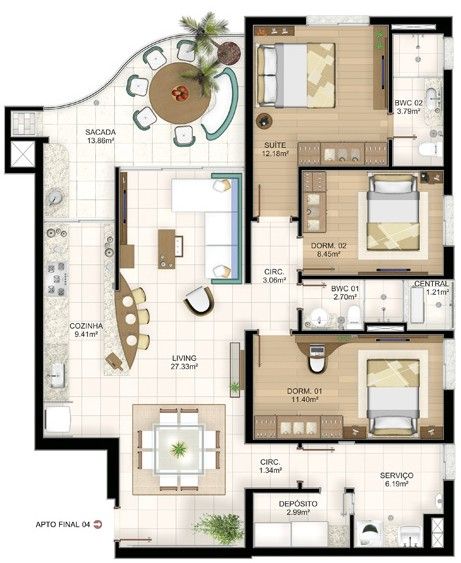 BWC 02
3.79m²
SACADA
13.86m²
SUÍTE
12.18m²
DORM. 02
8.45m²
CIRC.
3.06m²
BWC 01
2.70m²
CENTRAL
1.21m²
COZINHA
9.41m²
LIVING
27.33m²
DORM. 01
11.40m²
CIRC.
1.34m²
SERVIÇO
6.19m²
DEPÓSITO
2.99m²
APTO FINAL 04